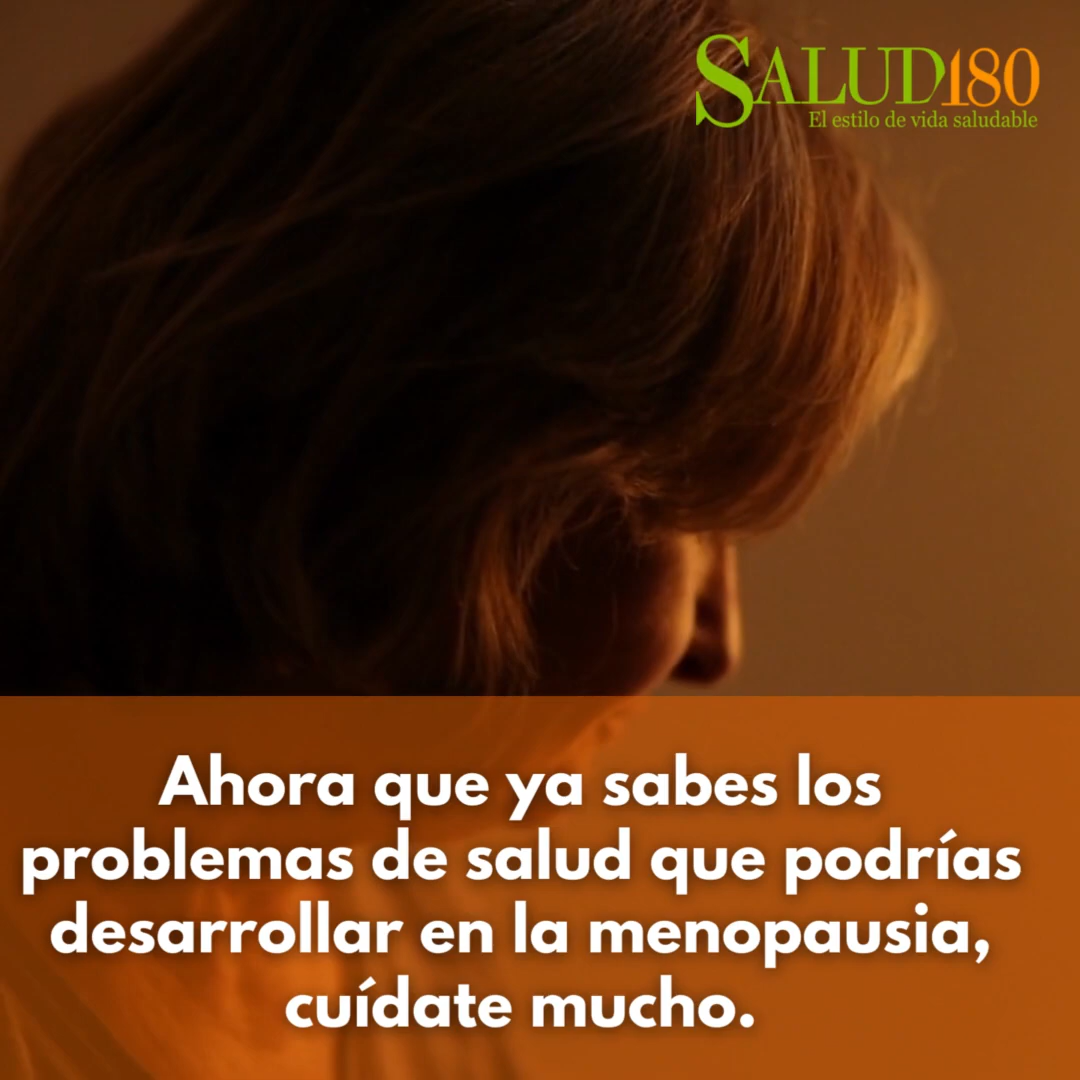 SALUD180
El estilo de vida saludable
Ahora que ya sabes los
problemas de salud que podrías
desarrollar en la menopausia,
cuídate mucho.